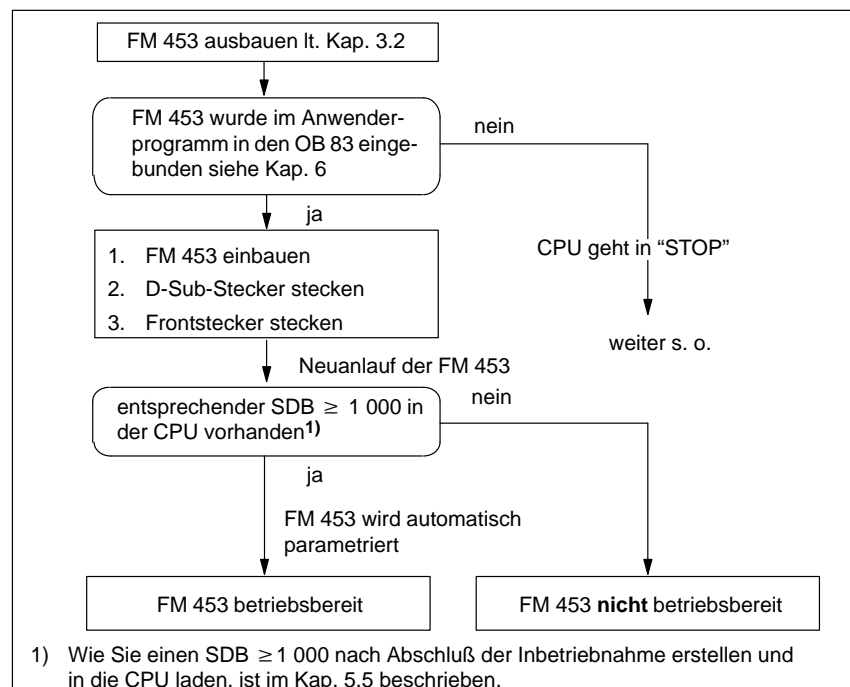 FM 453 ausbauen lt. Kap. 3.2
FM 453 wurde im Anwender-
programm in den OB 83 einge-
bunden siehe Kap. 6
nein
ja
CPU geht in “STOP”
weiter s. o.
1. FM 453 einbauen
2. D-Sub-Stecker stecken
3. Frontstecker stecken
Neuanlauf der FM 453
entsprechender SDB ≥ 1 000 in
der CPU vorhanden1)
nein
ja
FM 453 wird automatisch
parametriert
FM 453 betriebsbereit
FM 453 nicht betriebsbereit
1) Wie Sie einen SDB ≥1 000 nach Abschluß der Inbetriebnahme erstellen und
in die CPU laden, ist im Kap. 5.5 beschrieben.